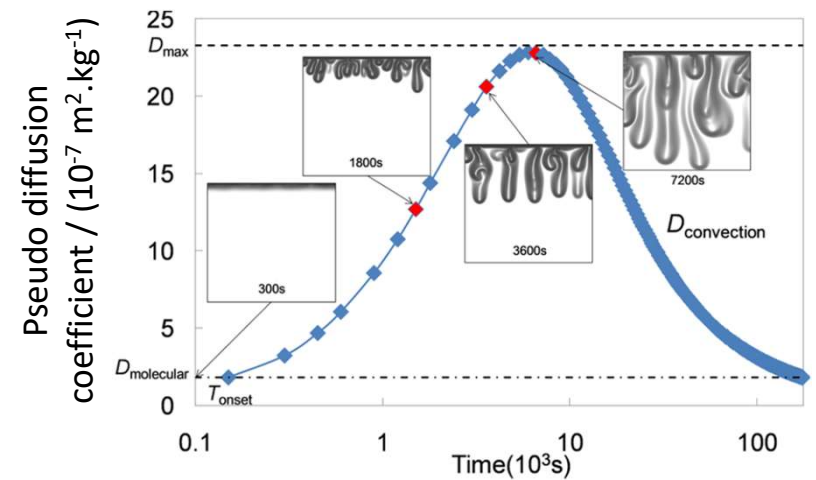 Pseudo diffusion
coefficient / (10⁻⁷ m².kg⁻¹)
25
20
15
10
5
0
Dmax
Dmolecular
Tonset
300s
1800s
3600s
7200s
Dconvection
0.1
1
10
100
Time(10³s)